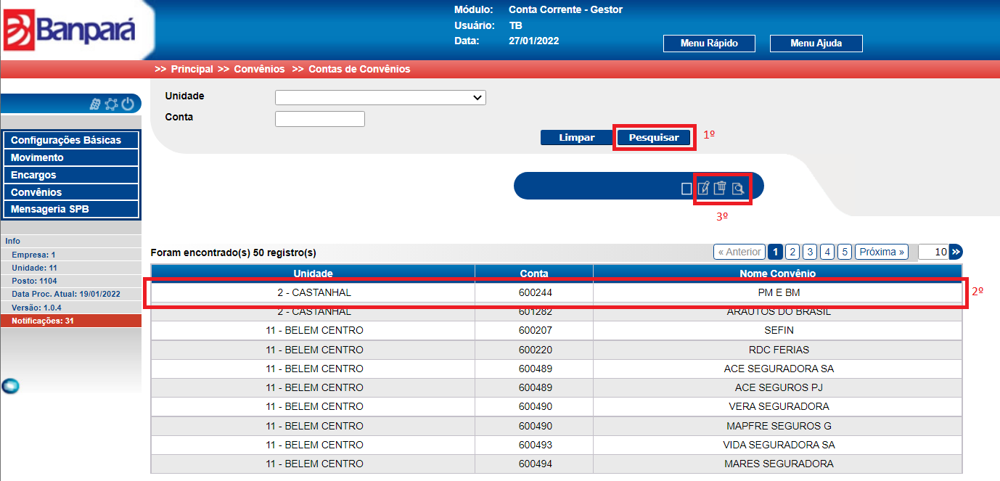 Banpará
Módulo: Conta Corrente - Gestor
Usuário: TB
Data: 27/01/2022
Menu Rápido
Menu Ajuda
>> Principal >> Convênios >> Contas de Convênios
Unidade
Conta
Limpar
Pesquisar
1º
Configurações Básicas
Movimento
Encargos
Convênios
Mensageria SPB
3º
Info
Empresa: 1
Unidade: 11
Posto: 1104
Data Proc. Atual: 19/01/2022
Versão: 1.0.4
Notificações: 31
Foram encontrado(s) 50 registro(s)
« Anterior 1 2 3 4 5 Próxima » 10 »
Unidade Conta Nome Convênio
2 - CASTANHAL 600244 PM E BM
2º
2 - CASTANHAL 601282 ARAUTOS DO BRASIL
11 - BELEM CENTRO 600207 SEFIN
11 - BELEM CENTRO 600220 RDC FERIAS
11 - BELEM CENTRO 600489 ACE SEGURADORA SA
11 - BELEM CENTRO 600489 ACE SEGUROS PJ
11 - BELEM CENTRO 600490 VERA SEGURADORA
11 - BELEM CENTRO 600490 MAPFRE SEGUROS G
11 - BELEM CENTRO 600493 VIDA SEGURADORA SA
11 - BELEM CENTRO 600494 MARES SEGURADORA